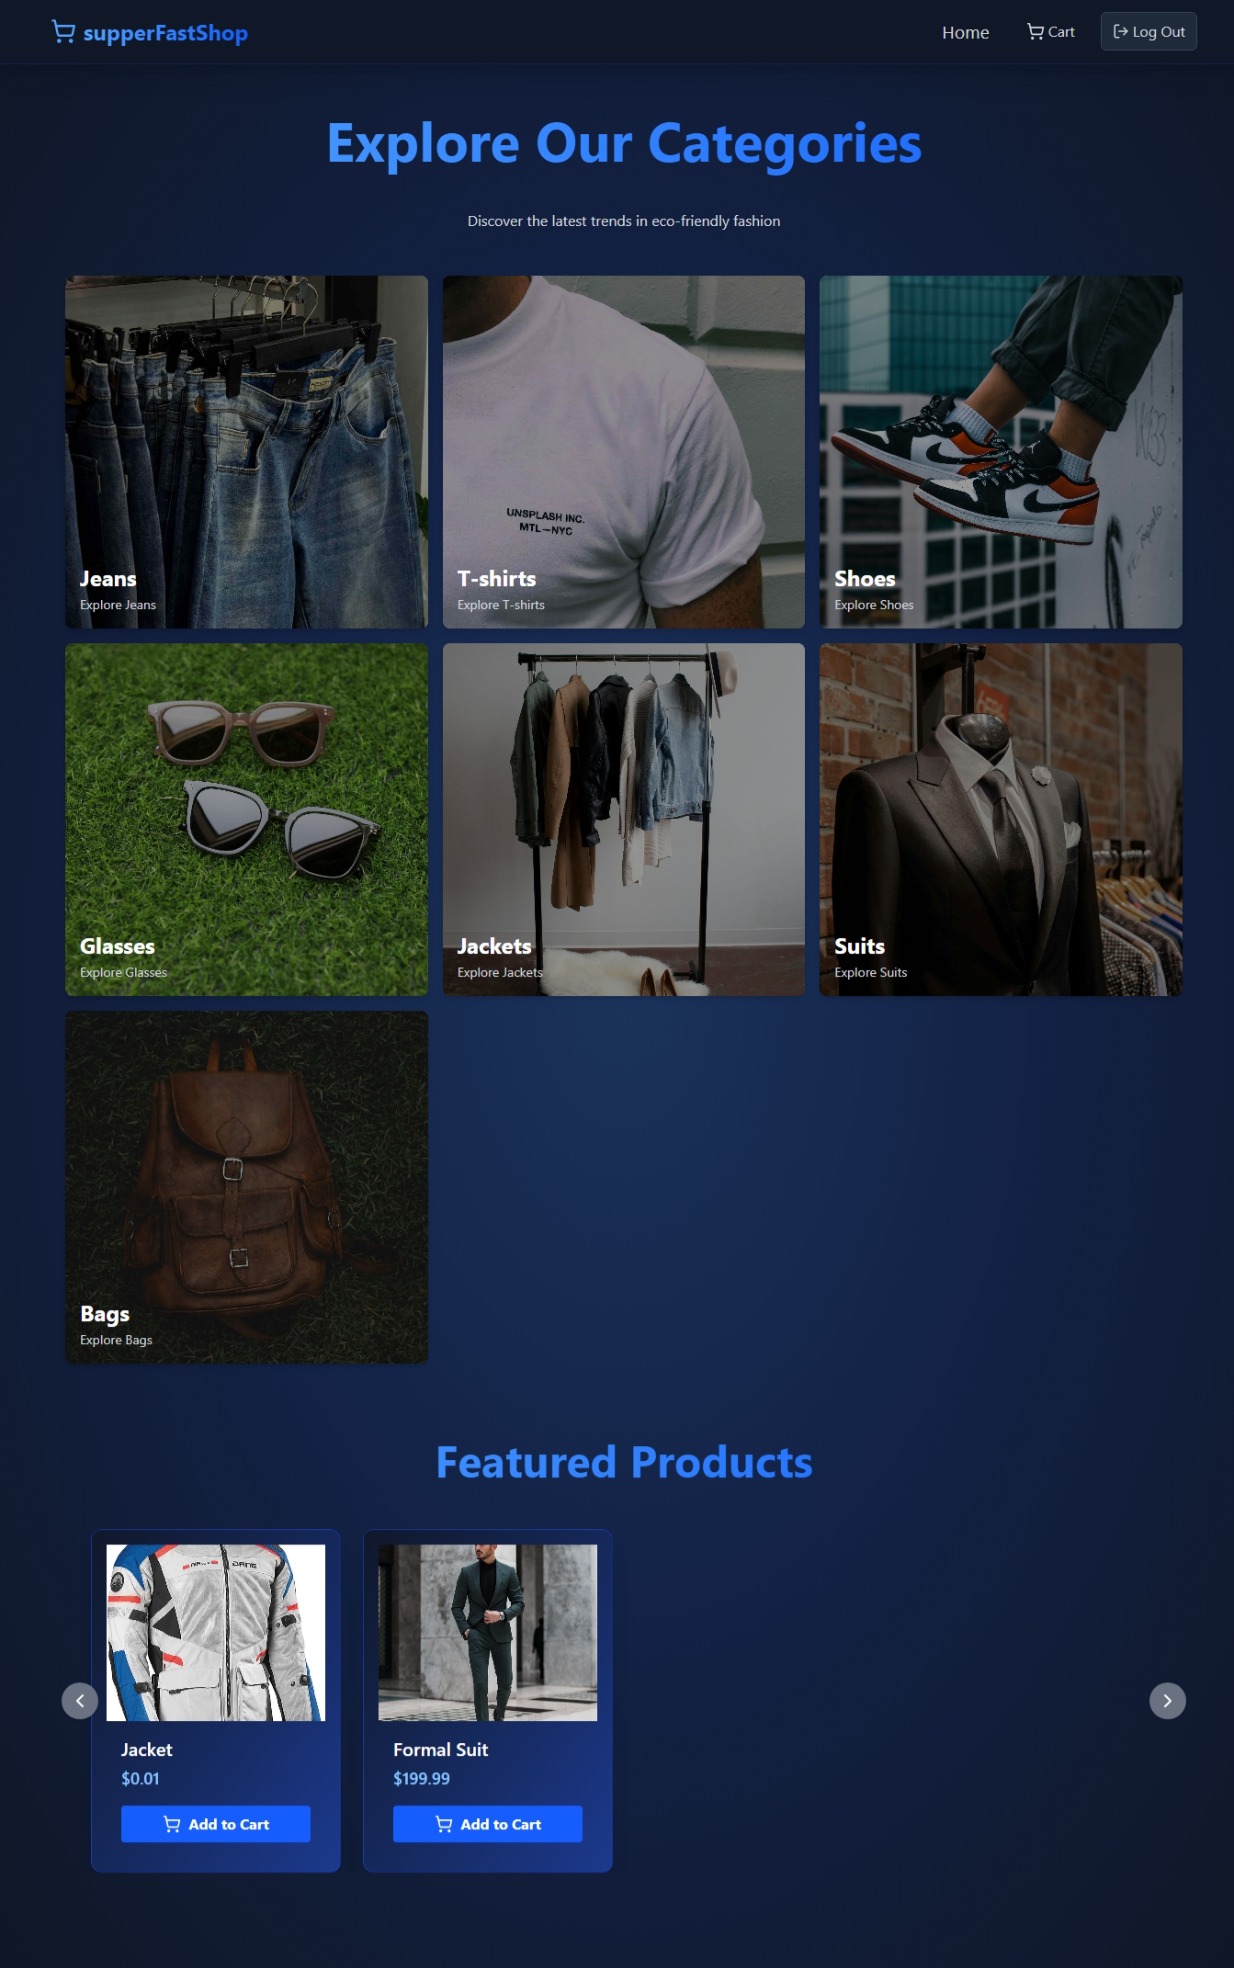 supperFastShop
Home
Cart
Log Out
Explore Our Categories
Discover the latest trends in eco-friendly fashion
UNSPLASH INC.
MTL—NYC
Jeans
Explore Jeans
T-shirts
Explore T-shirts
Shoes
Explore Shoes
Glasses
Explore Glasses
Jackets
Explore Jackets
Suits
Explore Suits
Bags
Explore Bags
Featured Products
Jacket
$0.01
Add to Cart
Formal Suit
$199.99
Add to Cart